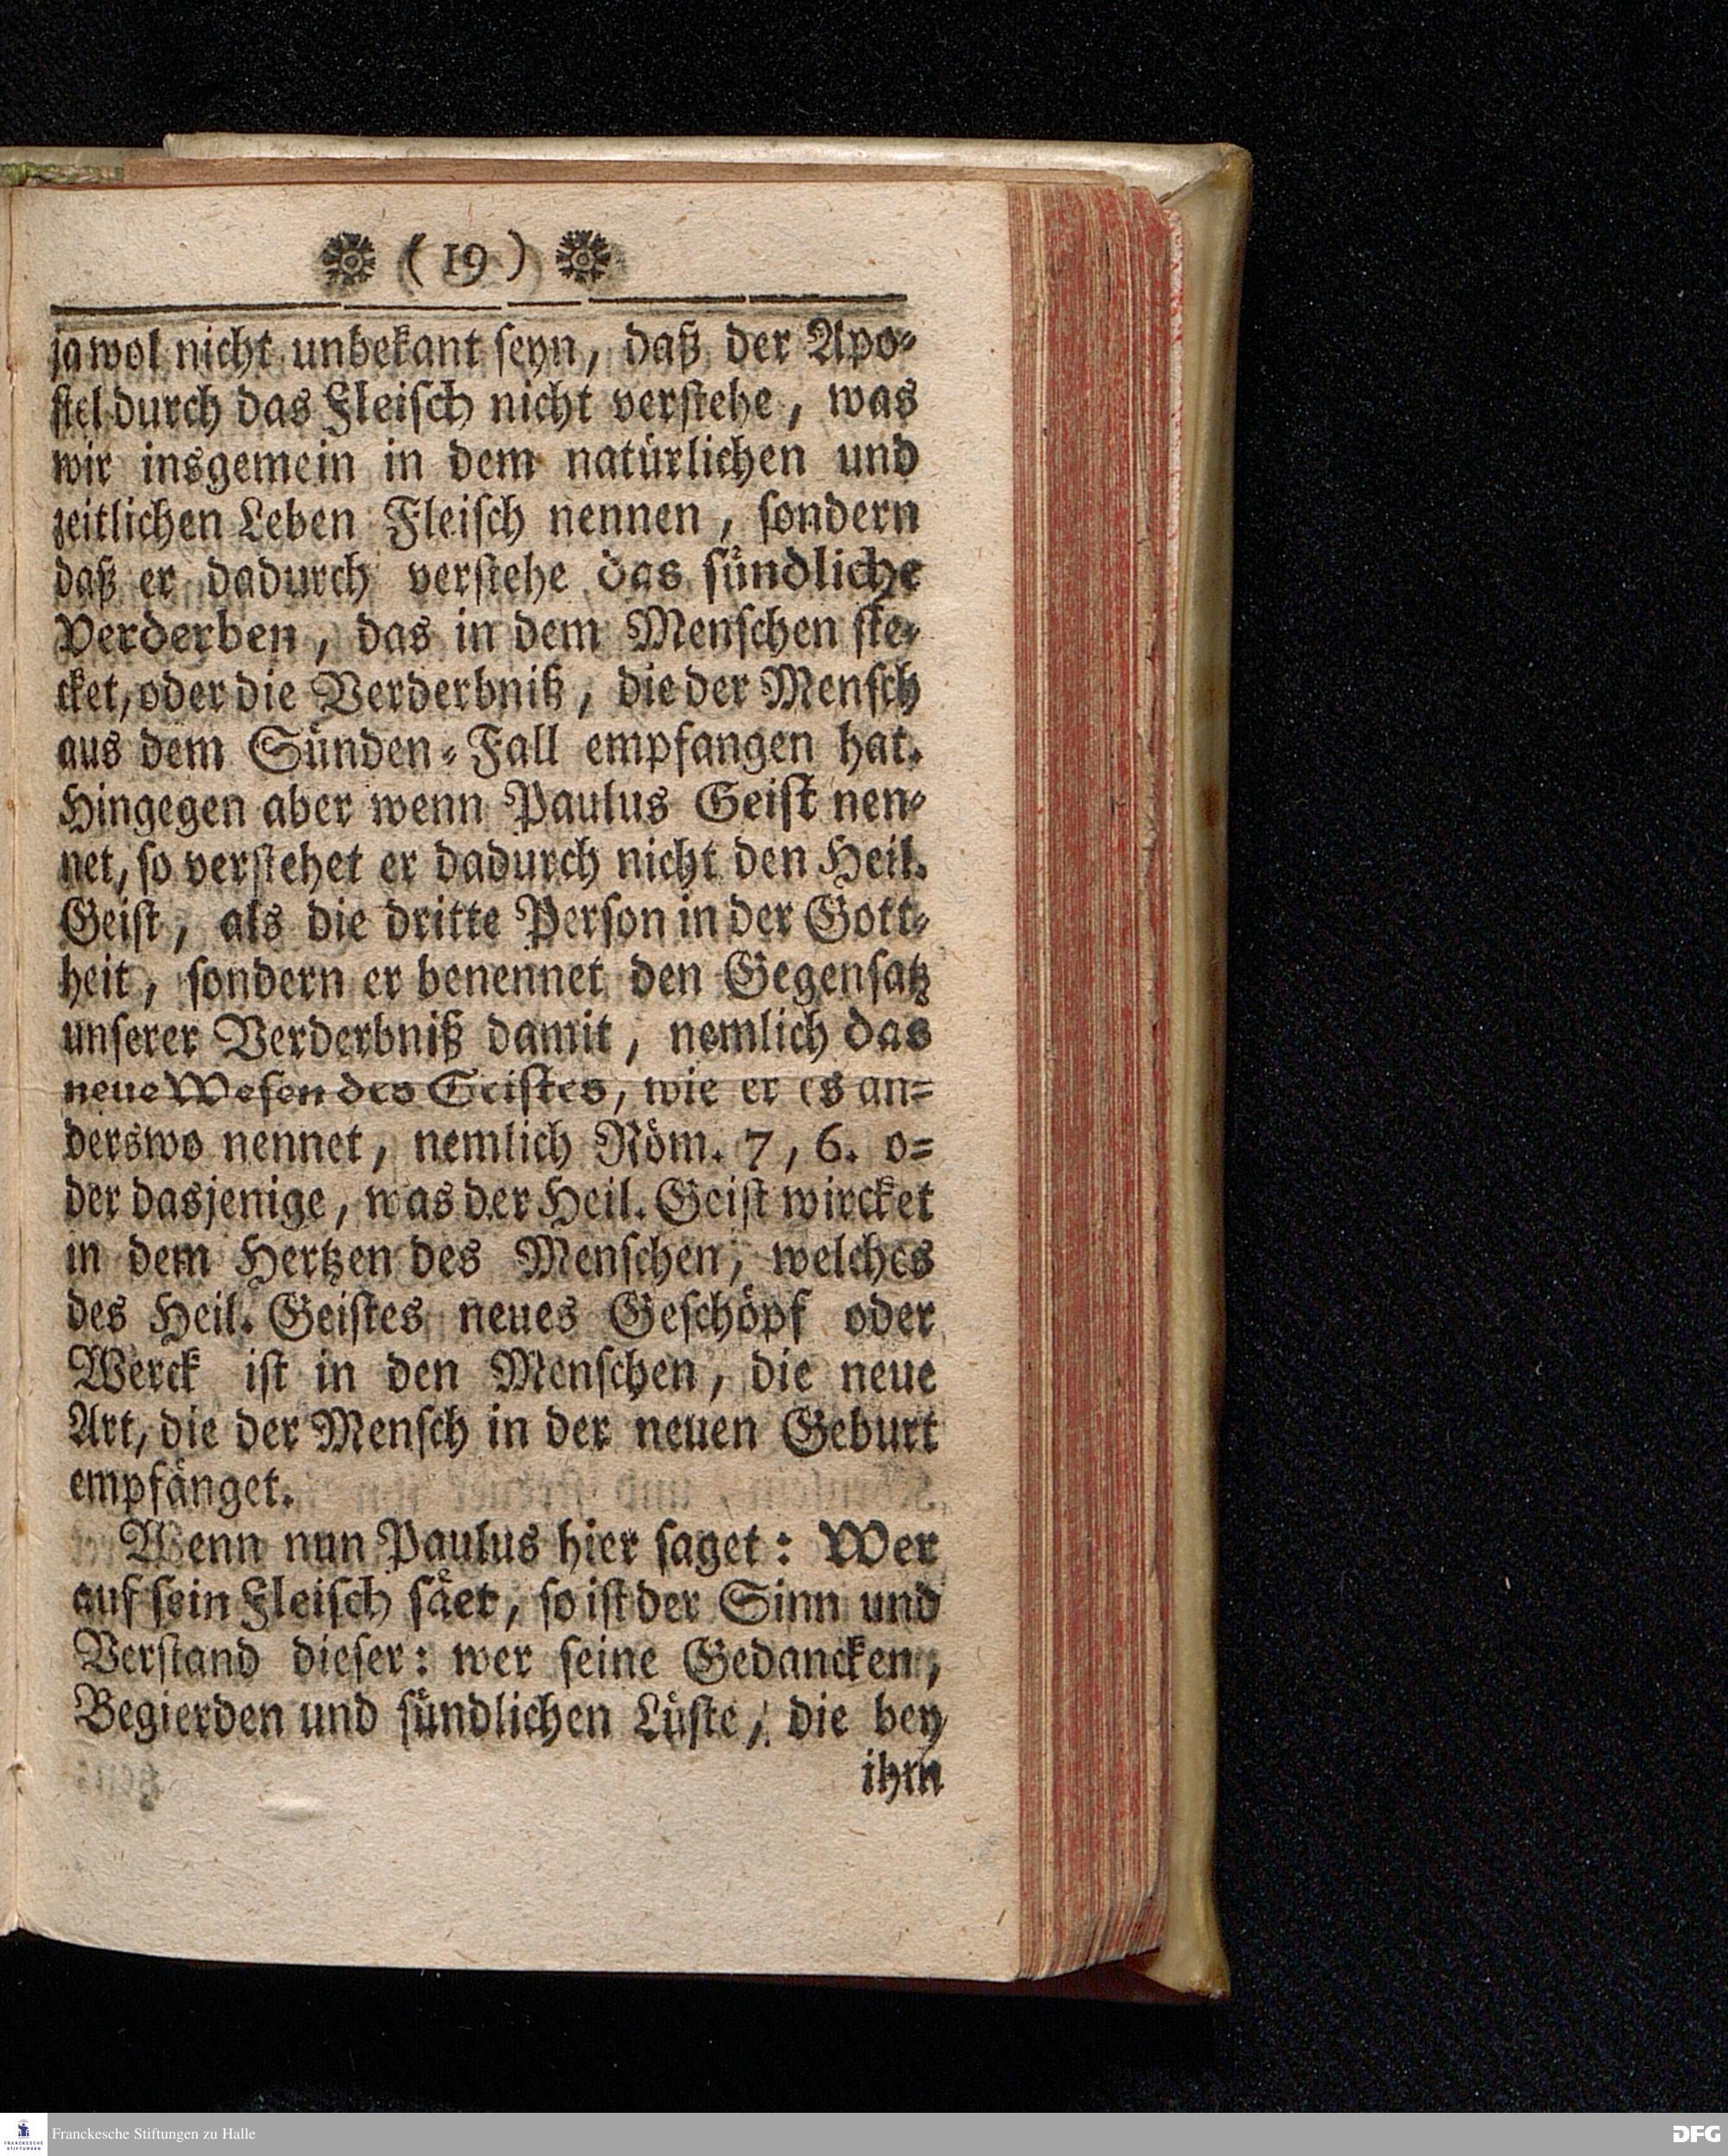 ( 19 )
ja wol nicht unbekant seyn, daß der Apo-
stel durch das Fleisch nicht verstehe, was
wir insgemein in dem natürlichen und
zeitlichen Leben Fleisch nennen, sondern
daß er dadurch verstehe das sündliche
Verderben, das in dem Menschen ste-
cket, oder die Verderbniß, die der Mensch
aus dem Sünden-Fall empfangen hat.
Hingegen aber wenn Paulus Geist nen-
net, so verstehet er dadurch nicht den Heil.
Geist, als die dritte Person in der Gott-
heit, sondern er benennet den Gegensatz
unserer Verderbniß damit, nemlich das
neue Wesen des Geistes, wie er es an-
derswo nennet, nemlich Röm. 7, 6. o-
der dasjenige, was der Heil. Geist wircket
in dem Hertzen des Menschen, welches
des Heil. Geistes neues Geschöpf oder
Werck ist in den Menschen, die neue
Art, die der Mensch in der neuen Geburt
empfänget.
Wenn nun Paulus hier saget: Wer
auf sein Fleisch säet, so ist der Sinn und
Verstand dieser: wer seine Gedancken,
Begierden und sündlichen Lüste, die bey
ihm
FRANCKESCHE STIFTUNGEN
Franckesche Stiftungen zu Halle
DFG